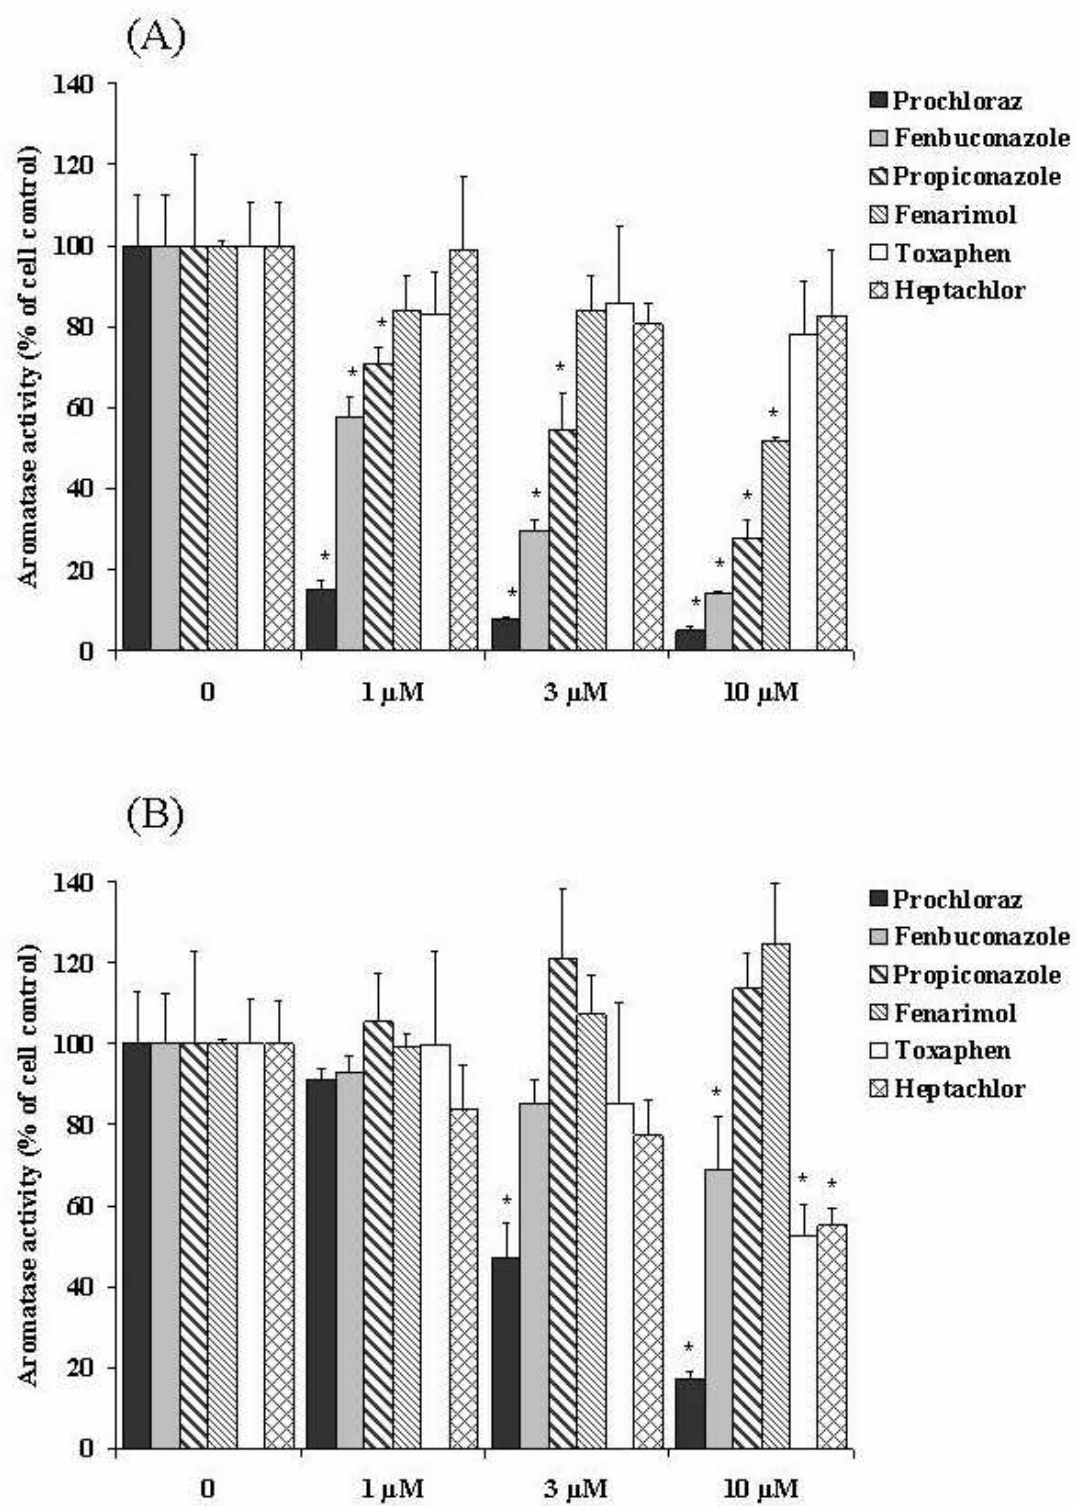 (A)
Aromatase activity (% of cell control)
140
120
100
80
60
40
20
0
* * *
* * *
* * * *
0 1 µM 3 µM 10 µM
Prochloraz
Fenbuconazole
Propiconazole
Fenarimol
Toxaphen
Heptachlor
(B)
Aromatase activity (% of cell control)
140
120
100
80
60
40
20
0
*
* * * *
0 1 µM 3 µM 10 µM
Prochloraz
Fenbuconazole
Propiconazole
Fenarimol
Toxaphen
Heptachlor